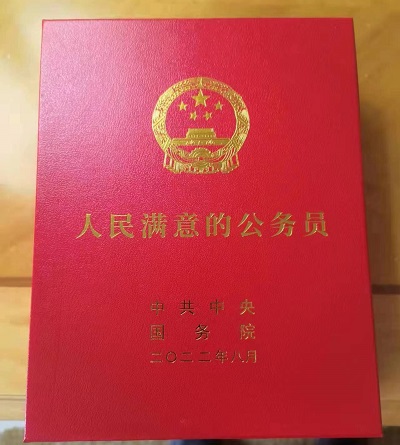 人民满意的公务员
中共中央
国务院
二〇二二年八月